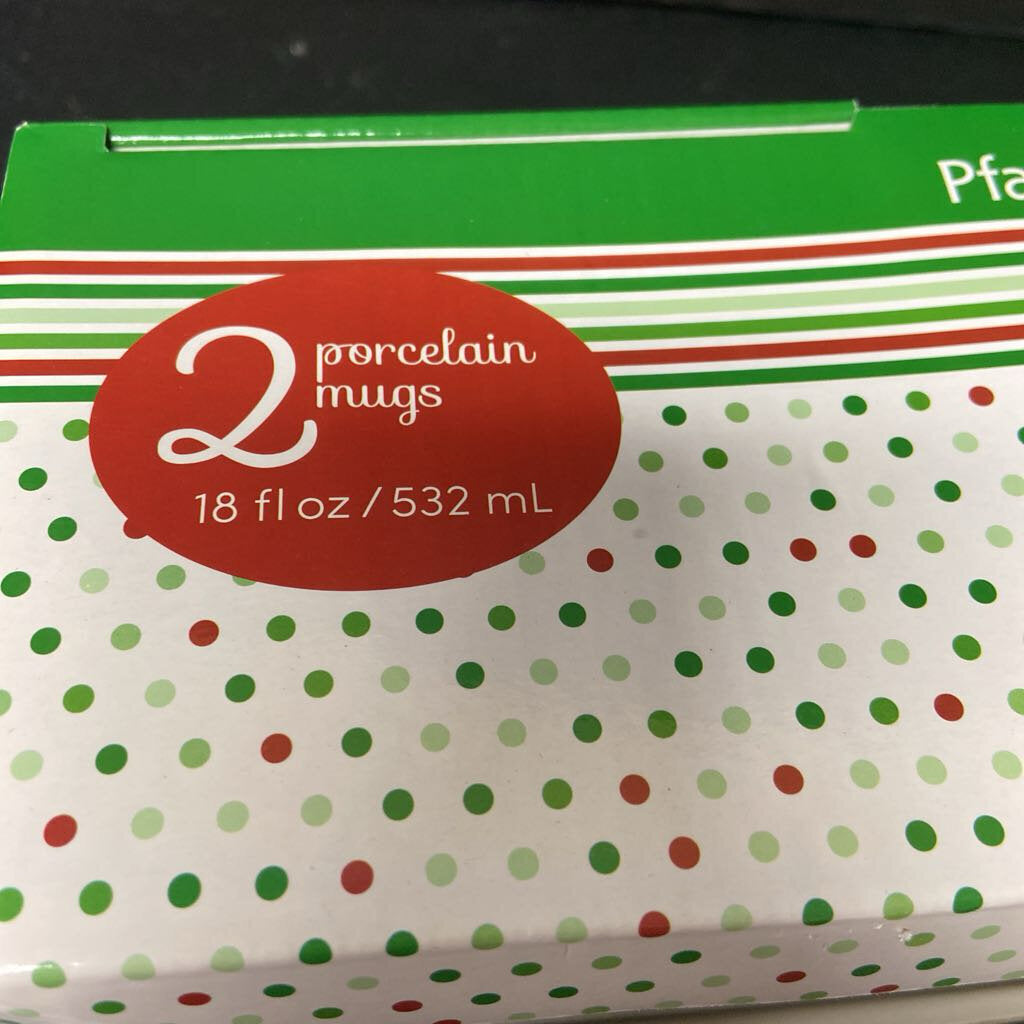 Pfa
2 porcelain
mugs
18 fl oz / 532 mL